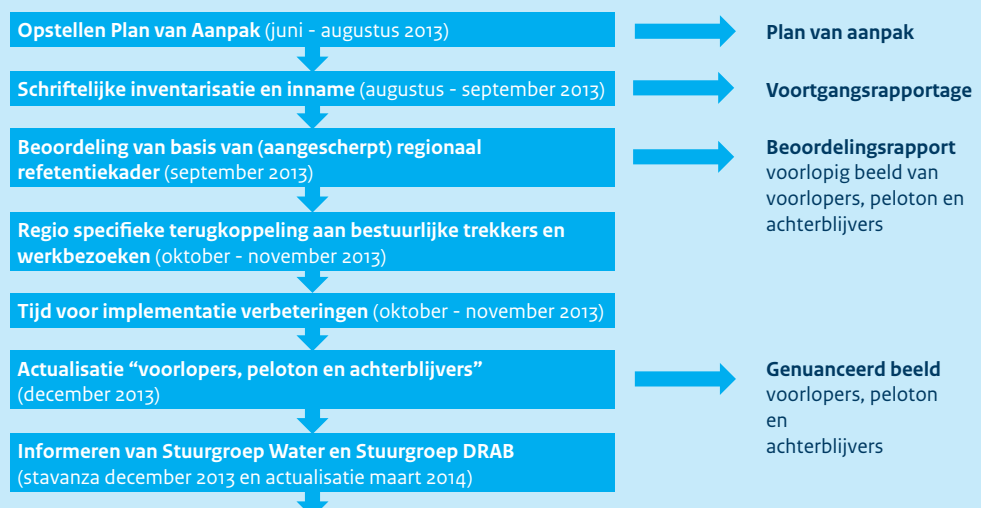 Opstellen Plan van Aanpak (juni - augustus 2013)
Plan van aanpak
Schriftelijke inventarisatie en inname (augustus - september 2013)
Voortgangsrapportage
Beoordeling van basis van (aangescherpt) regionaal
refetentiekader (september 2013)
Beoordelingsrapport
voorlopig beeld van
voorlopers, peloton en
achterblijvers
Regio specifieke terugkoppeling aan bestuurlijke trekkers en
werkbezoeken (oktober - november 2013)
Tijd voor implementatie verbeteringen (oktober - november 2013)
Actualisatie “voorlopers, peloton en achterblijvers”
(december 2013)
Genuanceerd beeld
voorlopers, peloton
en
achterblijvers
Informeren van Stuurgroep Water en Stuurgroep DRAB
(stavanza december 2013 en actualisatie maart 2014)